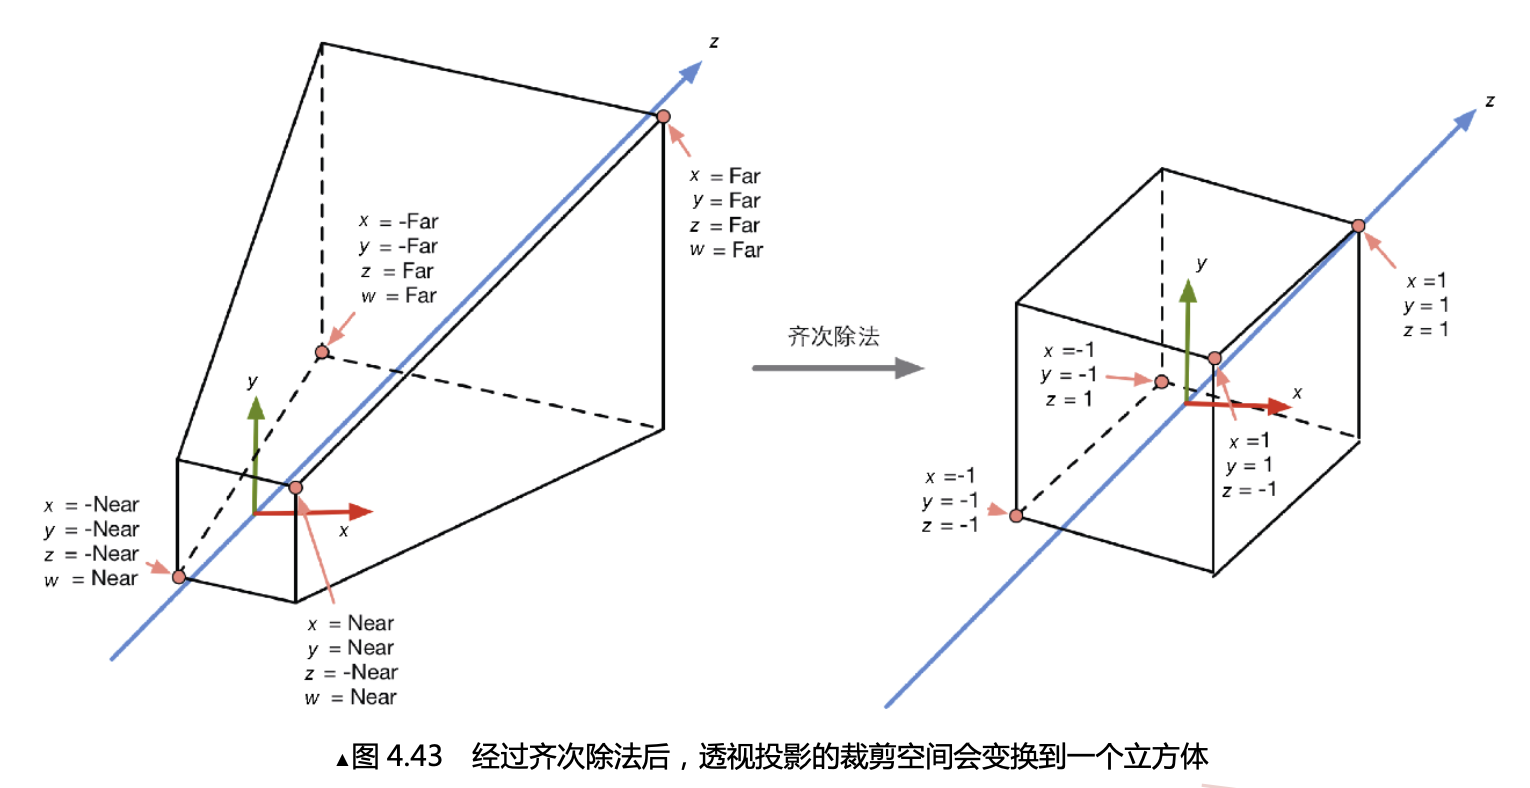 z
x = Far
y = Far
z = Far
w = Far
x = -Far
y = -Far
z = Far
w = Far
y
x
x = -Near
y = -Near
z = -Near
w = Near
x = Near
y = Near
z = -Near
w = Near
齐次除法
z
x =1
y = 1
z = 1
y
x =-1
y = -1
z = 1
x
x =1
y = 1
z = -1
x =-1
y = -1
z = -1
▲图 4.43 经过齐次除法后，透视投影的裁剪空间会变换到一个立方体